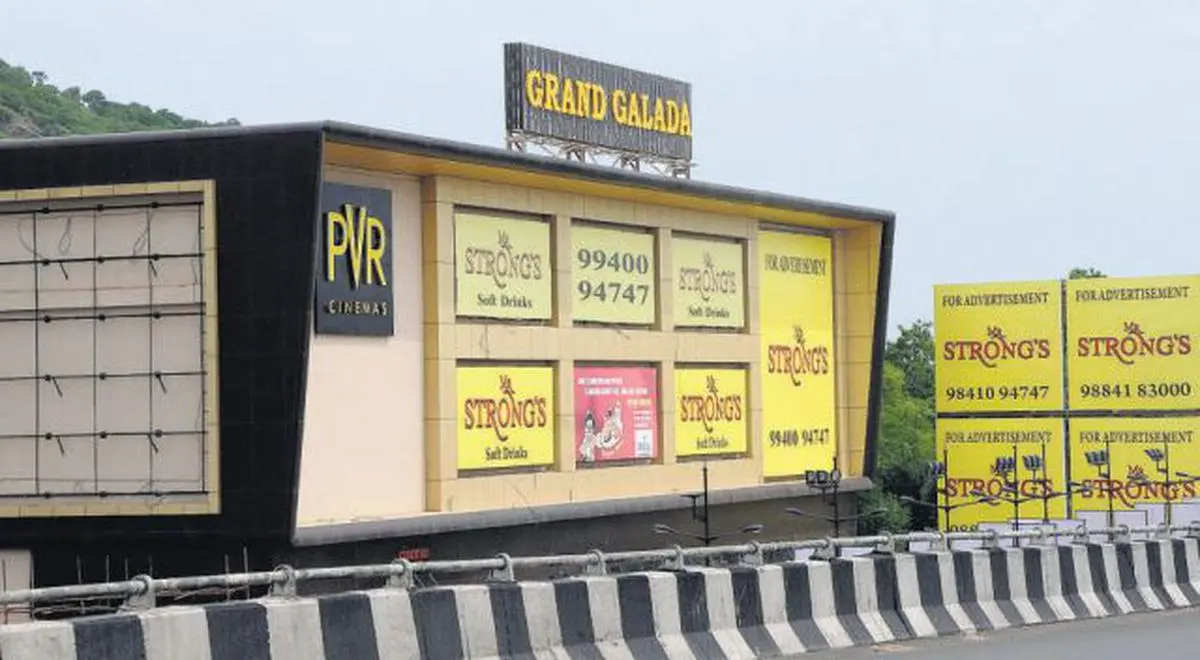 GRAND GALADA
PVR
CINEMAS
STRONG'S
Soft Drinks
99400
94747
STRONG'S
Soft Drinks
FOR ADVERTISEMENT
STRONG'S
99400 94747
STRONG'S
Soft Drinks
STRONG'S
Soft Drinks
FOR ADVERTISEMENT
STRONG'S
98410 94747
FOR ADVERTISEMENT
STRONG'S
98841 83000
FOR ADVERTISEMENT
STRONG'S
FOR ADVERTISEMENT
STRONG'S